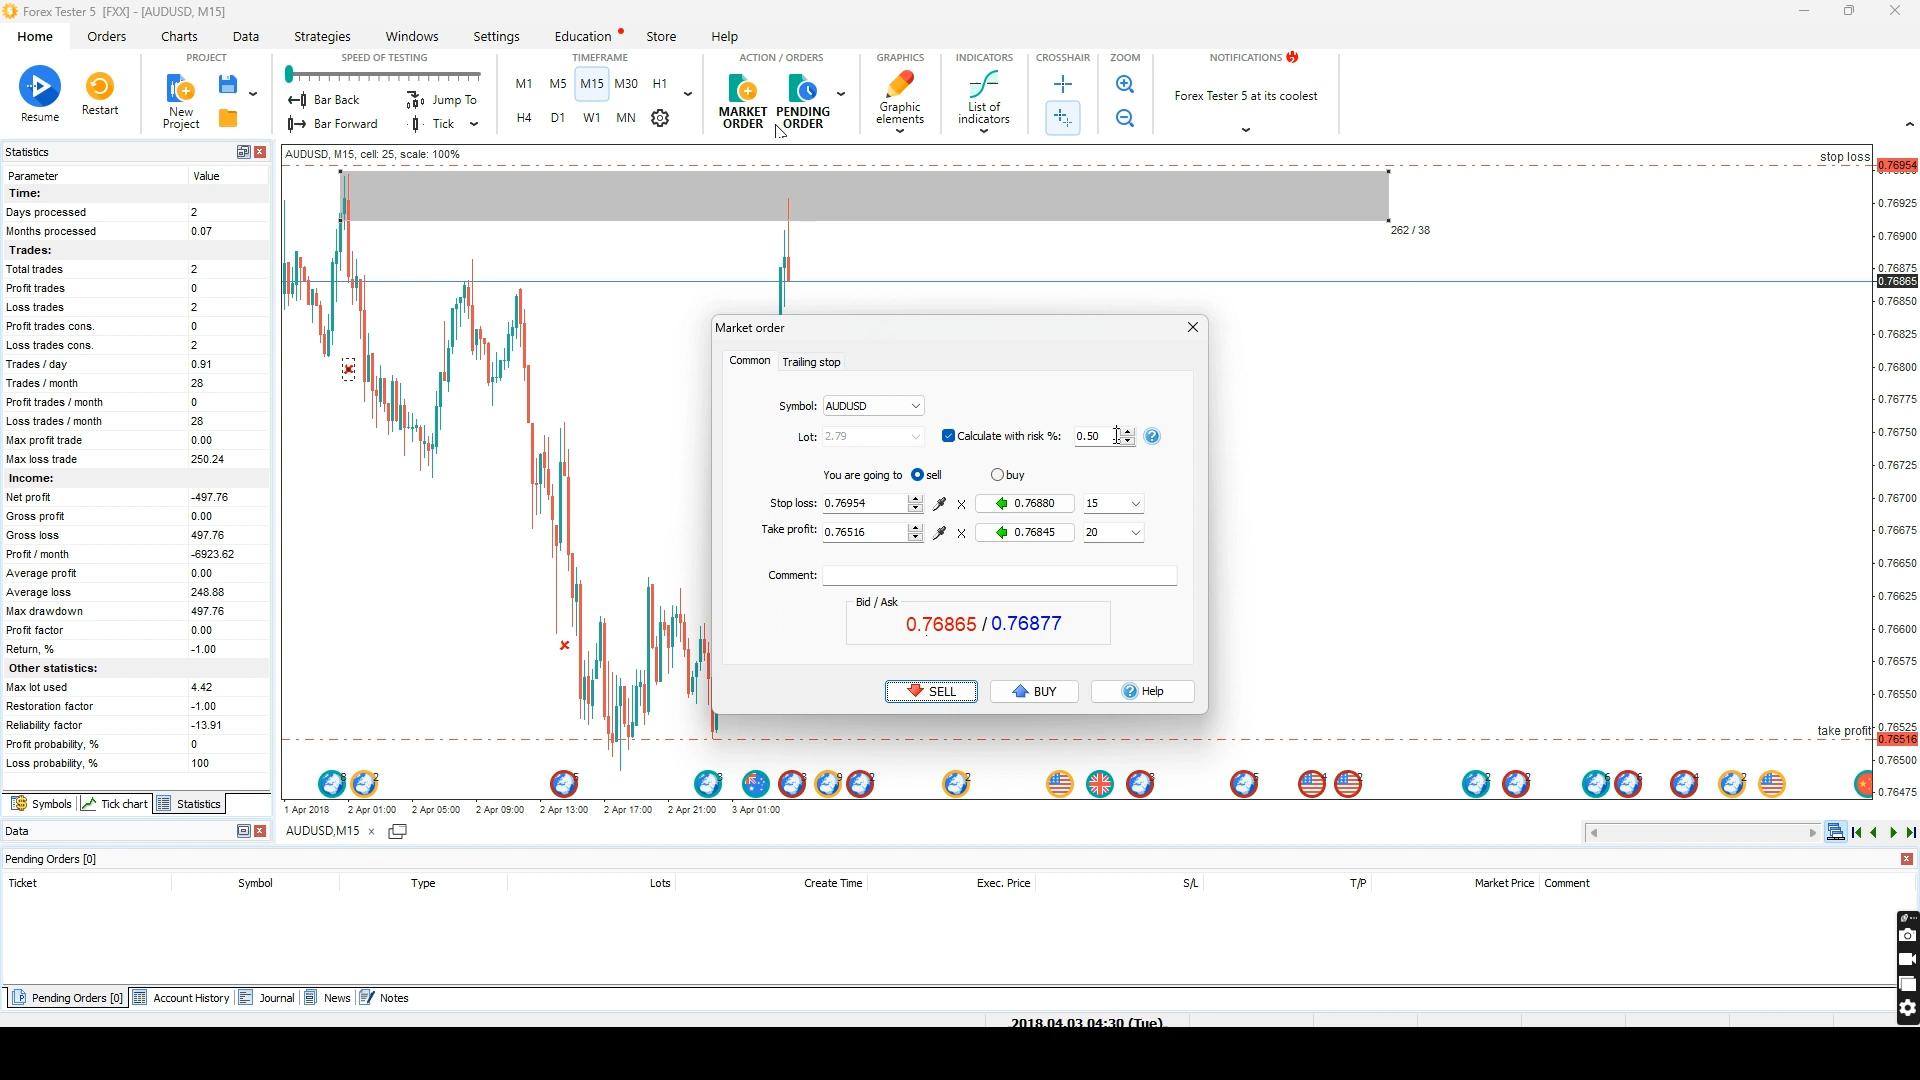 Forex Tester 5 [FXX] - [AUDUSD, M15]
Home Orders Charts Data Strategies Windows Settings Education Store Help
PROJECT SPEED OF TESTING TIMEFRAME ACTION / ORDERS GRAPHICS INDICATORS CROSSHAIR ZOOM NOTIFICATIONS
Resume Restart New Project
Bar Back Jump To
Bar Forward Tick
M1 M5 M15 M30 H1
H4 D1 W1 MN
MARKET ORDER PENDING ORDER
Graphic elements
List of indicators
Forex Tester 5 at its coolest
Statistics
Parameter Value
Time:
Days processed 2
Months processed 0.07
Trades:
Total trades 2
Profit trades 0
Loss trades 2
Profit trades cons. 0
Loss trades cons. 2
Trades / day 0.91
Trades / month 28
Profit trades / month 0
Loss trades / month 28
Max profit trade 0.00
Max loss trade 250.24
Income:
Net profit -497.76
Gross profit 0.00
Gross loss 497.76
Profit / month -6923.62
Average profit 0.00
Average loss 248.88
Max drawdown 497.76
Profit factor 0.00
Return, % -1.00
Other statistics:
Max lot used 4.42
Restoration factor -1.00
Reliability factor -13.91
Profit probability, % 0
Loss probability, % 100
Symbols Tick chart Statistics
Data
AUDUSD, M15, cell: 25, scale: 100%
stop loss 0.76954
262 / 38
0.76925
0.76900
0.76875
0.76865
0.76850
0.76825
0.76800
0.76775
0.76750
0.76725
0.76700
0.76675
0.76650
0.76625
0.76600
0.76575
0.76550
0.76525
take profit 0.76516
0.76500
0.76475
Market order
Common Trailing stop
Symbol: AUDUSD
Lot: 2.79 Calculate with risk %: 0.50
You are going to sell buy
Stop loss: 0.76954 0.76880 15
Take profit: 0.76516 0.76845 20
Comment:
Bid / Ask
0.76865 / 0.76877
SELL BUY Help
1 Apr 2018 2 Apr 01:00 2 Apr 05:00 2 Apr 09:00 2 Apr 13:00 2 Apr 17:00 2 Apr 21:00 3 Apr 01:00
AUDUSD,M15
Pending Orders [0]
Ticket Symbol Type Lots Create Time Exec. Price S/L T/P Market Price Comment
Pending Orders [0] Account History Journal News Notes
2018.04.03 04:30 (Tue)